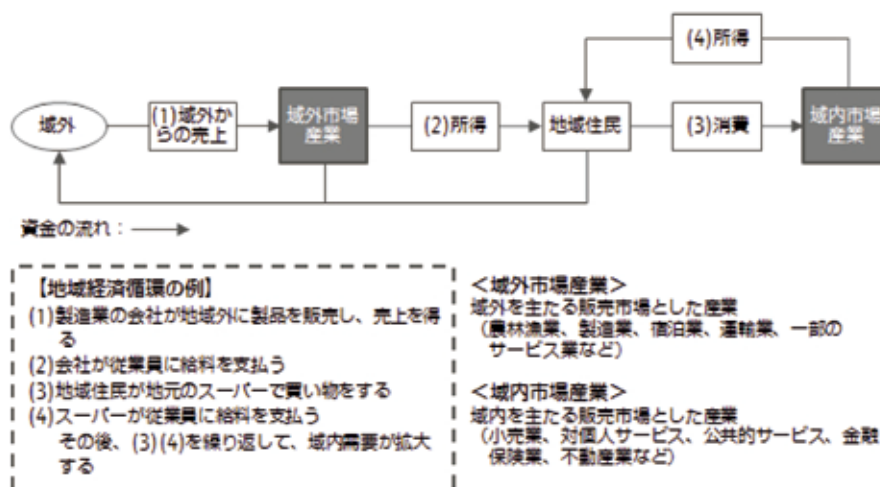 (4)所得
域外
(1)域外か
らの売上
域外市場
産業
(2)所得
地域住民
(3)消費
域内市場
産業
資金の流れ：
【地域経済循環の例】
(1)製造業の会社が地域外に製品を販売し、売上を得
る
(2)会社が従業員に給料を支払う
(3)地域住民が地元のスーパーで買い物をする
(4)スーパーが従業員に給料を支払う
その後、(3)(4)を繰り返して、域内需要が拡大
する
＜域外市場産業＞
域外を主たる販売市場とした産業
（農林漁業、製造業、宿泊業、運輸業、一部の
サービス業など）
＜域内市場産業＞
域内を主たる販売市場とした産業
（小売業、対個人サービス、公共的サービス、金融
保険業、不動産業など）